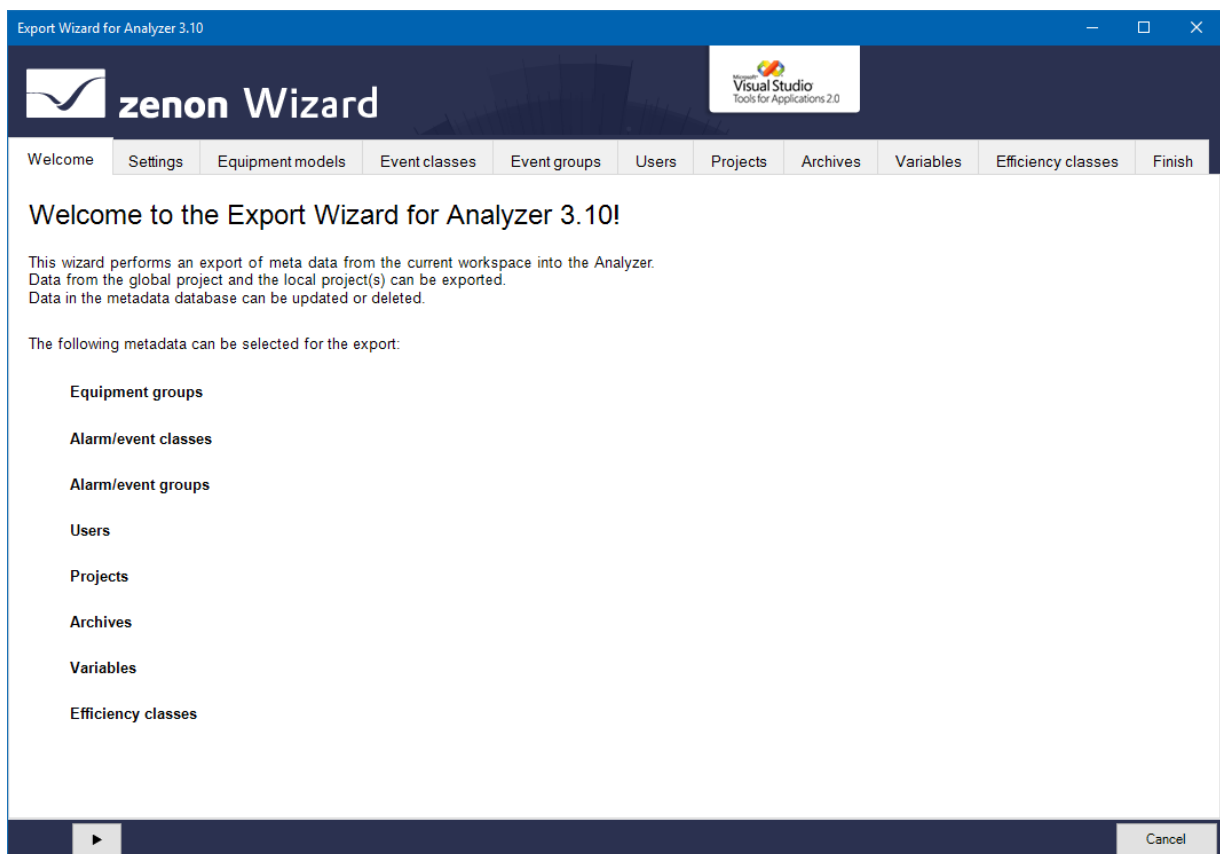 Export Wizard for Analyzer 3.10
zenon Wizard
Microsoft
Visual Studio
Tools for Applications 2.0
Welcome Settings Equipment models Event classes Event groups Users Projects Archives Variables Efficiency classes Finish
Welcome to the Export Wizard for Analyzer 3.10!
This wizard performs an export of meta data from the current workspace into the Analyzer.
Data from the global project and the local project(s) can be exported.
Data in the metadata database can be updated or deleted.
The following metadata can be selected for the export:
Equipment groups
Alarm/event classes
Alarm/event groups
Users
Projects
Archives
Variables
Efficiency classes
Cancel